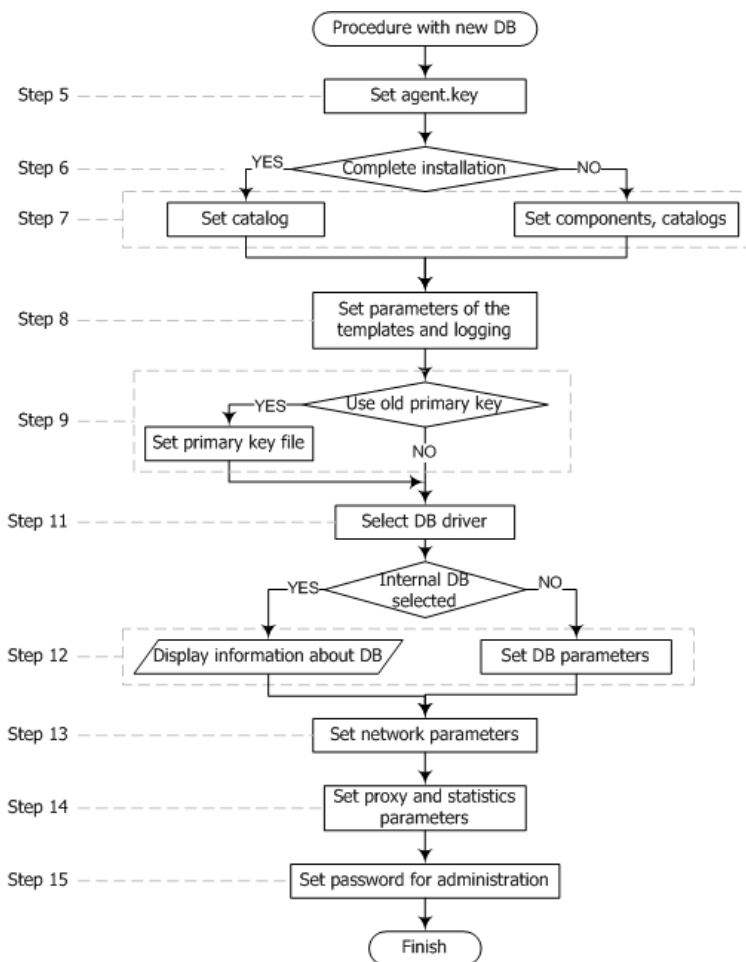 Procedure with new DB
Step 5
Set agent.key
Step 6
YES
Complete installation
NO
Step 7
Set catalog
Set components, catalogs
Step 8
Set parameters of the
templates and logging
Step 9
YES
Use old primary key
Set primary key file
NO
Step 11
Select DB driver
YES
Internal DB
selected
NO
Step 12
Display information about DB
Set DB parameters
Step 13
Set network parameters
Step 14
Set proxy and statistics
parameters
Step 15
Set password for administration
Finish